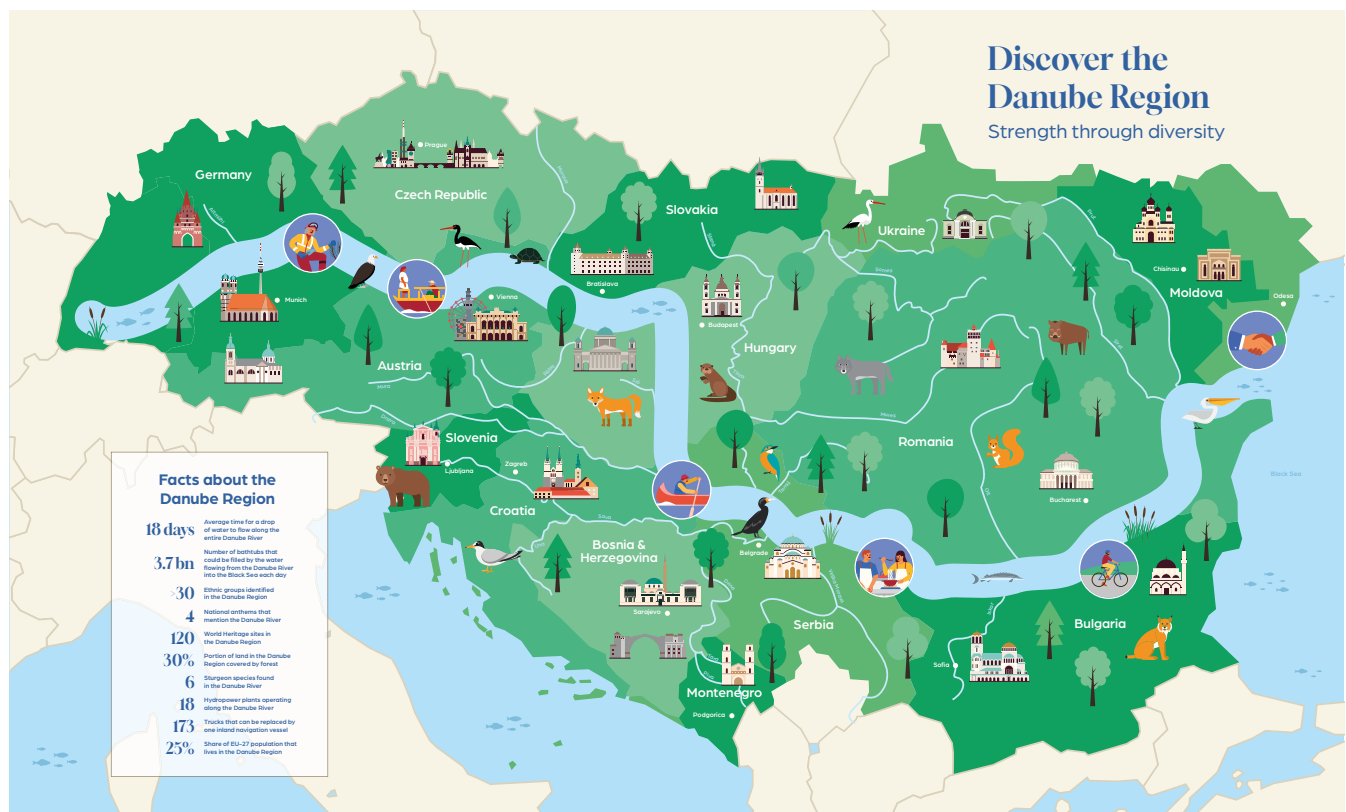 Discover the
Danube Region
Strength through diversity
Germany
Prague
Czech Republic
Altmühl
Slovakia
Ukraine
Prut
Chisinau
Moldova
Odesa
Munich
Vienna
Bratislava
Budapest
Hungary
Austria
Mura
Drava
Slovenia
Ljubljana
Zagreb
Croatia
Sava
Romania
Mures
Olt
Bucharest
Black Sea
Bosnia &
Herzegovina
Sarajevo
Belgrade
Serbia
Montenegro
Podgorica
Sofia
Bulgaria
Facts about the
Danube Region
18 days
Average time for a drop
of water to flow along the
entire Danube River
3.7 bn
Number of bathtubs that
could be filled by the water
flowing from the Danube River
into the Black Sea each day
>30
Ethnic groups identified
in the Danube Region
4
National anthems that
mention the Danube River
120
World Heritage sites in
the Danube Region
30%
Portion of land in the Danube
Region covered by forest
6
Sturgeon species found
in the Danube River
18
Hydropower plants operating
along the Danube River
173
Trucks that can be replaced by
one inland navigation vessel
25%
Share of EU-27 population that
lives in the Danube Region